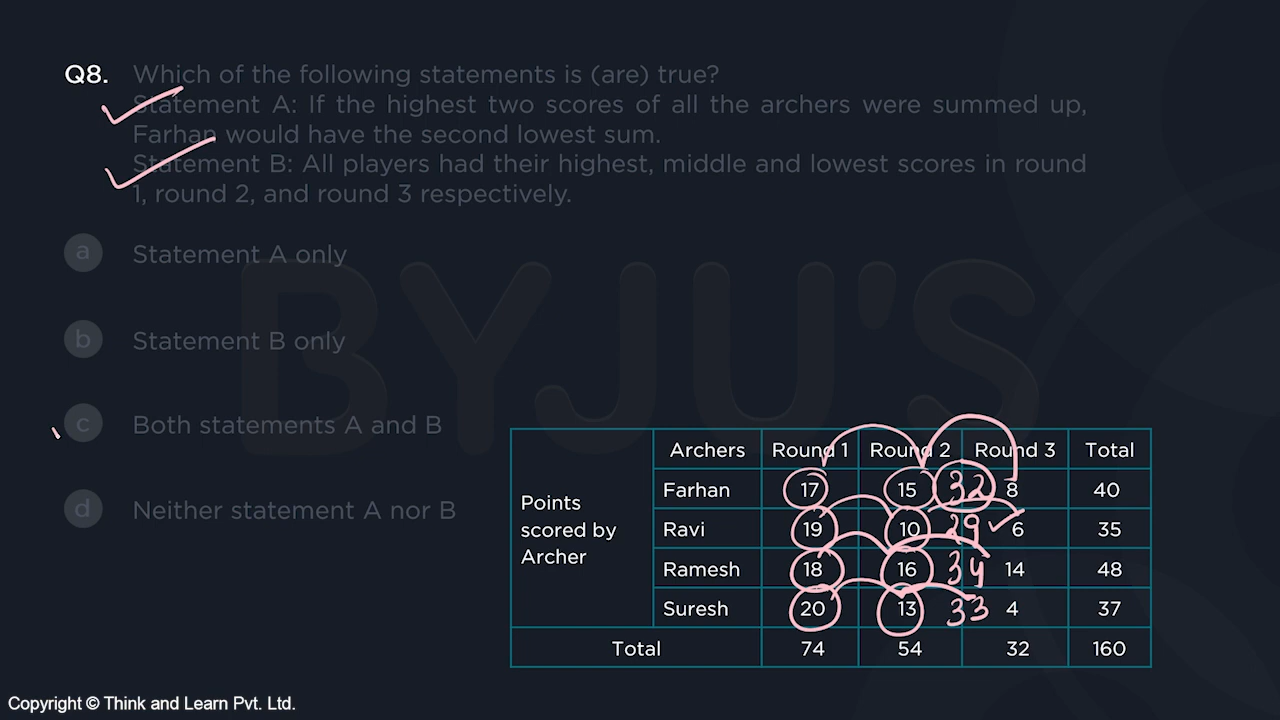 Q8. Which of the following statements is (are) true?
Statement A: If the highest two scores of all the archers were summed up,
Farhan would have the second lowest sum.
Statement B: All players had their highest, middle and lowest scores in round
1, round 2, and round 3 respectively.
a Statement A only
b Statement B only
c Both statements A and B
d Neither statement A nor B
BYJU'S
Points
scored by
Archer
Archers Round 1 Round 2 Round 3 Total
Farhan 17 15 32 8 40
Ravi 19 10 29 6 35
Ramesh 18 16 34 14 48
Suresh 20 13 33 4 37
Total 74 54 32 160
Copyright © Think and Learn Pvt. Ltd.